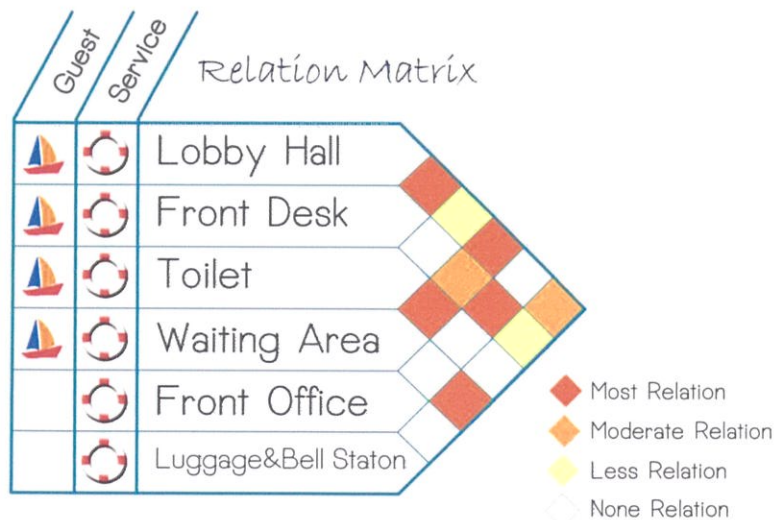 Guest
Service
Relation Matrix
Lobby Hall
Front Desk
Toilet
Waiting Area
Front Office
Luggage&Bell Staton
Most Relation
Moderate Relation
Less Relation
None Relation